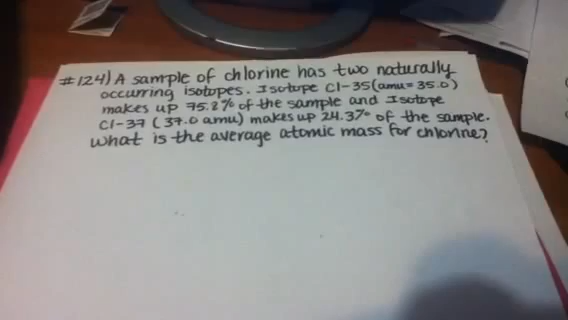 #124) A sample of chlorine has two naturally
occurring isotopes. Isotope Cl-35 (amu = 35.0)
makes up 75.8% of the sample and Isotope
Cl-37 (37.0 amu) makes up 24.3% of the sample.
What is the average atomic mass for chlorine?